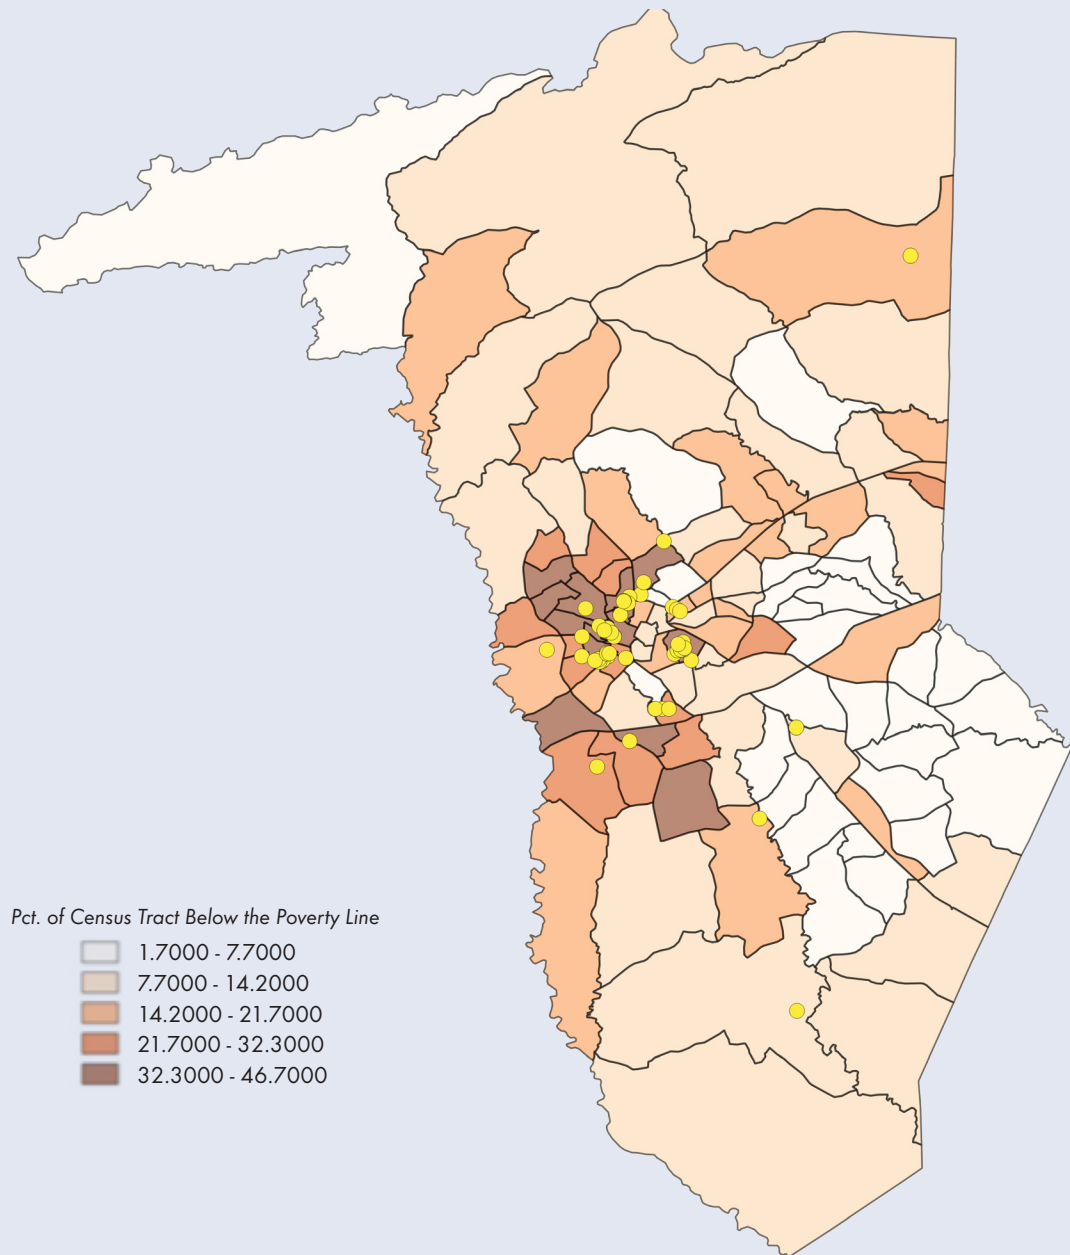 Pct. of Census Tract Below the Poverty Line
1.7000 - 7.7000
7.7000 - 14.2000
14.2000 - 21.7000
21.7000 - 32.3000
32.3000 - 46.7000